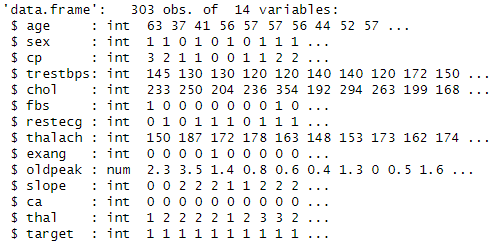 'data.frame':   303 obs. of  14 variables:
 $ age     : int  63 37 41 56 57 57 56 44 52 57 ...
 $ sex     : int  1 1 0 1 0 1 0 1 1 1 ...
 $ cp      : int  3 2 1 1 0 0 1 1 2 2 ...
 $ trestbps: int  145 130 130 120 120 140 140 120 172 150 ...
 $ chol    : int  233 250 204 236 354 192 294 263 199 168 ...
 $ fbs     : int  1 0 0 0 0 0 0 0 1 0 ...
 $ restecg : int  0 1 0 1 1 1 0 1 1 1 ...
 $ thalach : int  150 187 172 178 163 148 153 173 162 174 ...
 $ exang   : int  0 0 0 0 1 0 0 0 0 0 ...
 $ oldpeak : num  2.3 3.5 1.4 0.8 0.6 0.4 1.3 0 0.5 1.6 ...
 $ slope   : int  0 0 2 2 2 1 1 2 2 2 ...
 $ ca      : int  0 0 0 0 0 0 0 0 0 0 ...
 $ thal    : int  1 2 2 2 2 1 2 3 3 2 ...
 $ target  : int  1 1 1 1 1 1 1 1 1 1 ...